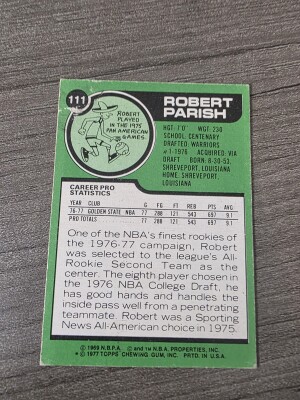 111
ROBERT PARISH
ROBERT
PLAYED
IN THE 1975
PAN AMERICAN
GAMES.
HGT: 7'0" WGT: 230
SCHOOL: CENTENARY
DRAFTED: WARRIORS
#1-1976 ACQUIRED: VIA
DRAFT BORN: 8-30-53,
SHREVEPORT, LOUISIANA
HOME: SHREVEPORT,
LOUISIANA
CAREER PRO
STATISTICS
YEAR CLUB G FG FT REB PTS AVG
76-77 GOLDEN STATE NBA 77 288 121 543 697 9.1
PRO TOTALS 77 288 121 543 697 9.1
One of the NBA's finest rookies of
the 1976-77 campaign, Robert
was selected to the league's All-
Rookie Second Team as the
center. The eighth player chosen in
the 1976 NBA College Draft, he
has good hands and handles the
inside pass well from a penetrating
teammate. Robert was a Sporting
News All-American choice in 1975.
© 1969 N.B.P.A. © and TM N.B.A. PROPERTIES, INC.
* © 1977 TOPPS CHEWING GUM, INC. PRTD. IN U.S.A.